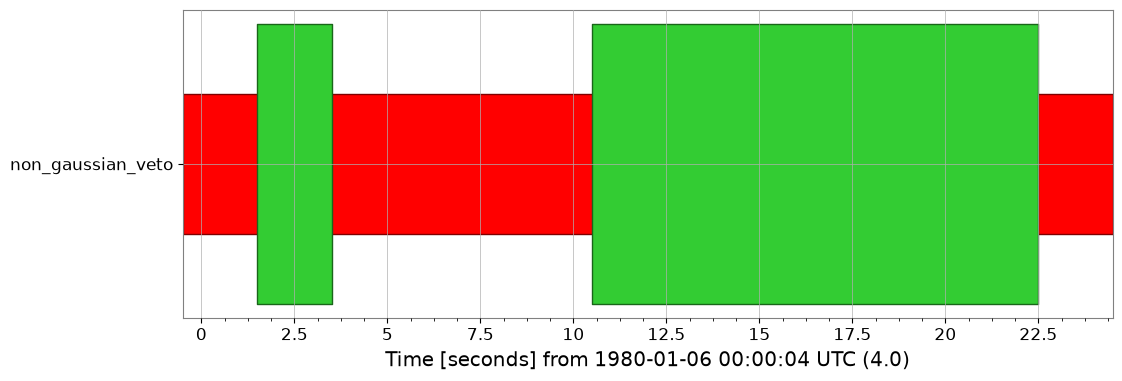 non_gaussian_veto
0 2.5 5 7.5 10 12.5 15 17.5 20 22.5
Time [seconds] from 1980-01-06 00:00:04 UTC (4.0)